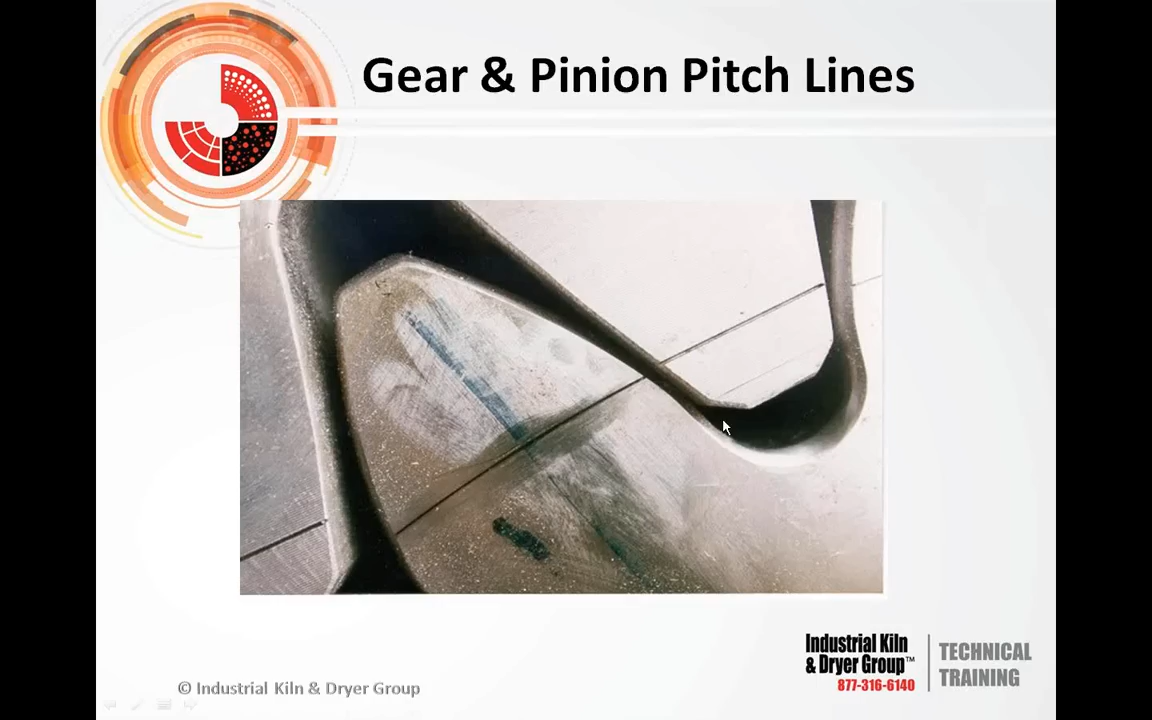 Gear & Pinion Pitch Lines
Industrial Kiln
& Dryer Group™
877-316-6140
TECHNICAL
TRAINING
© Industrial Kiln & Dryer Group